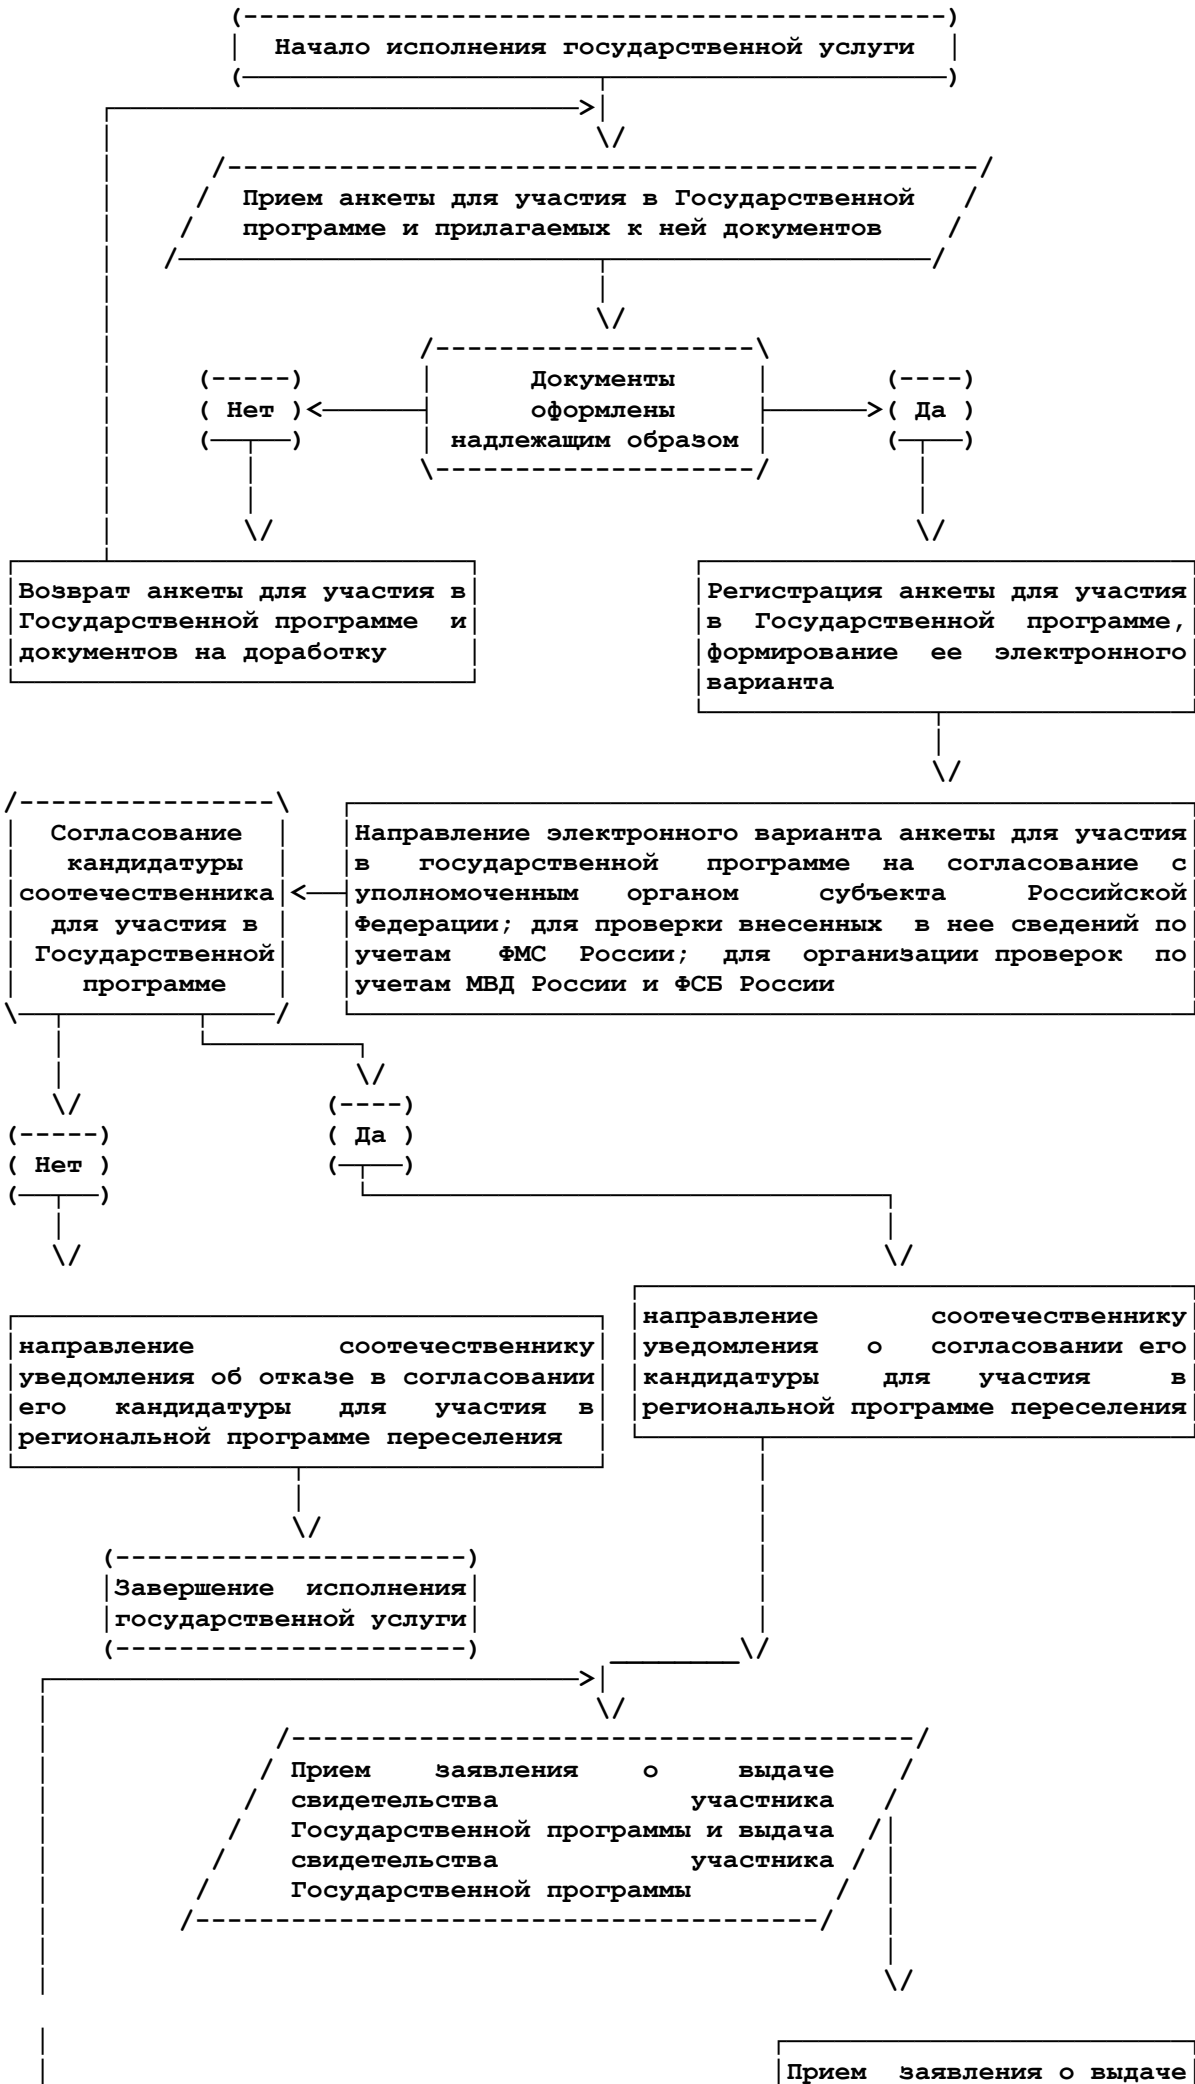 Начало исполнения государственной услуги
Прием анкеты для участия в Государственной
программе и прилагаемых к ней документов
Документы
оформлены
надлежащим образом
Нет
Да
Возврат анкеты для участия в
Государственной программе и
документов на доработку
Регистрация анкеты для участия
в Государственной программе,
формирование ее электронного
варианта
Согласование
кандидатуры
соотечественника
для участия в
Государственной
программе
Направление электронного варианта анкеты для участия
в государственной программе на согласование с
уполномоченным органом субъекта Российской
Федерации; для проверки внесенных в нее сведений по
учетам ФМС России; для организации проверок по
учетам МВД России и ФСБ России
Да
Нет
направление соотечественнику
уведомления об отказе в согласовании
его кандидатуры для участия в
региональной программе переселения
направление соотечественнику
уведомления о согласовании его
кандидатуры для участия в
региональной программе переселения
Завершение исполнения
государственной услуги
Прием заявления о выдаче
свидетельства участника
Государственной программы и выдача
свидетельства участника
Государственной программы
Прием заявления о выдаче